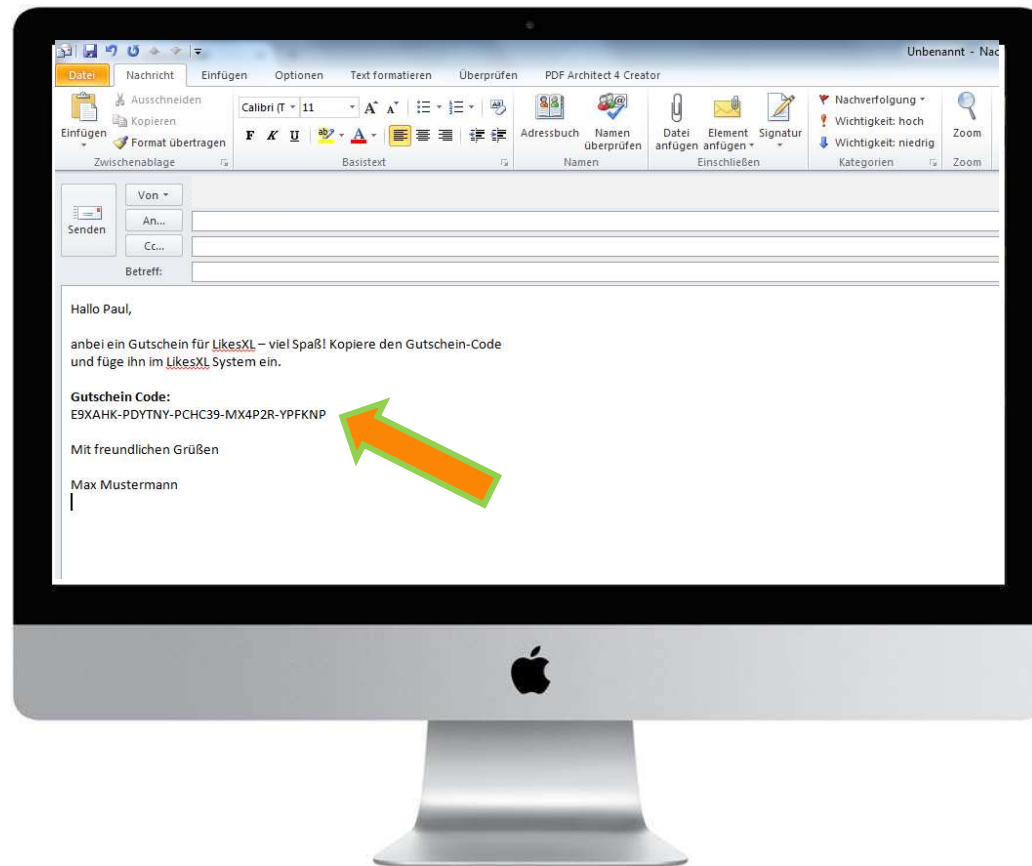 Unbenannt - Nac
Datei Nachricht Einfügen Optionen Text formatieren Überprüfen PDF Architect 4 Creator
Einfügen
Ausschneiden
Kopieren
Format übertragen
Zwischenablage
Calibri (T 11
F K U
Basistext
Adressbuch
Namen überprüfen
Namen
Datei anfügen
Element anfügen
Signatur
Einschließen
Nachverfolgung
Wichtigkeit: hoch
Wichtigkeit: niedrig
Kategorien
Zoom
Zoom
Senden
Von
An...
Cc...
Betreff:
Hallo Paul,
anbei ein Gutschein für LikesXL – viel Spaß! Kopiere den Gutschein-Code
und füge ihn im LikesXL System ein.
Gutschein Code:
E9XAHK-PDYTNY-PCHC39-MX4P2R-YPFKNP
Mit freundlichen Grüßen
Max Mustermann